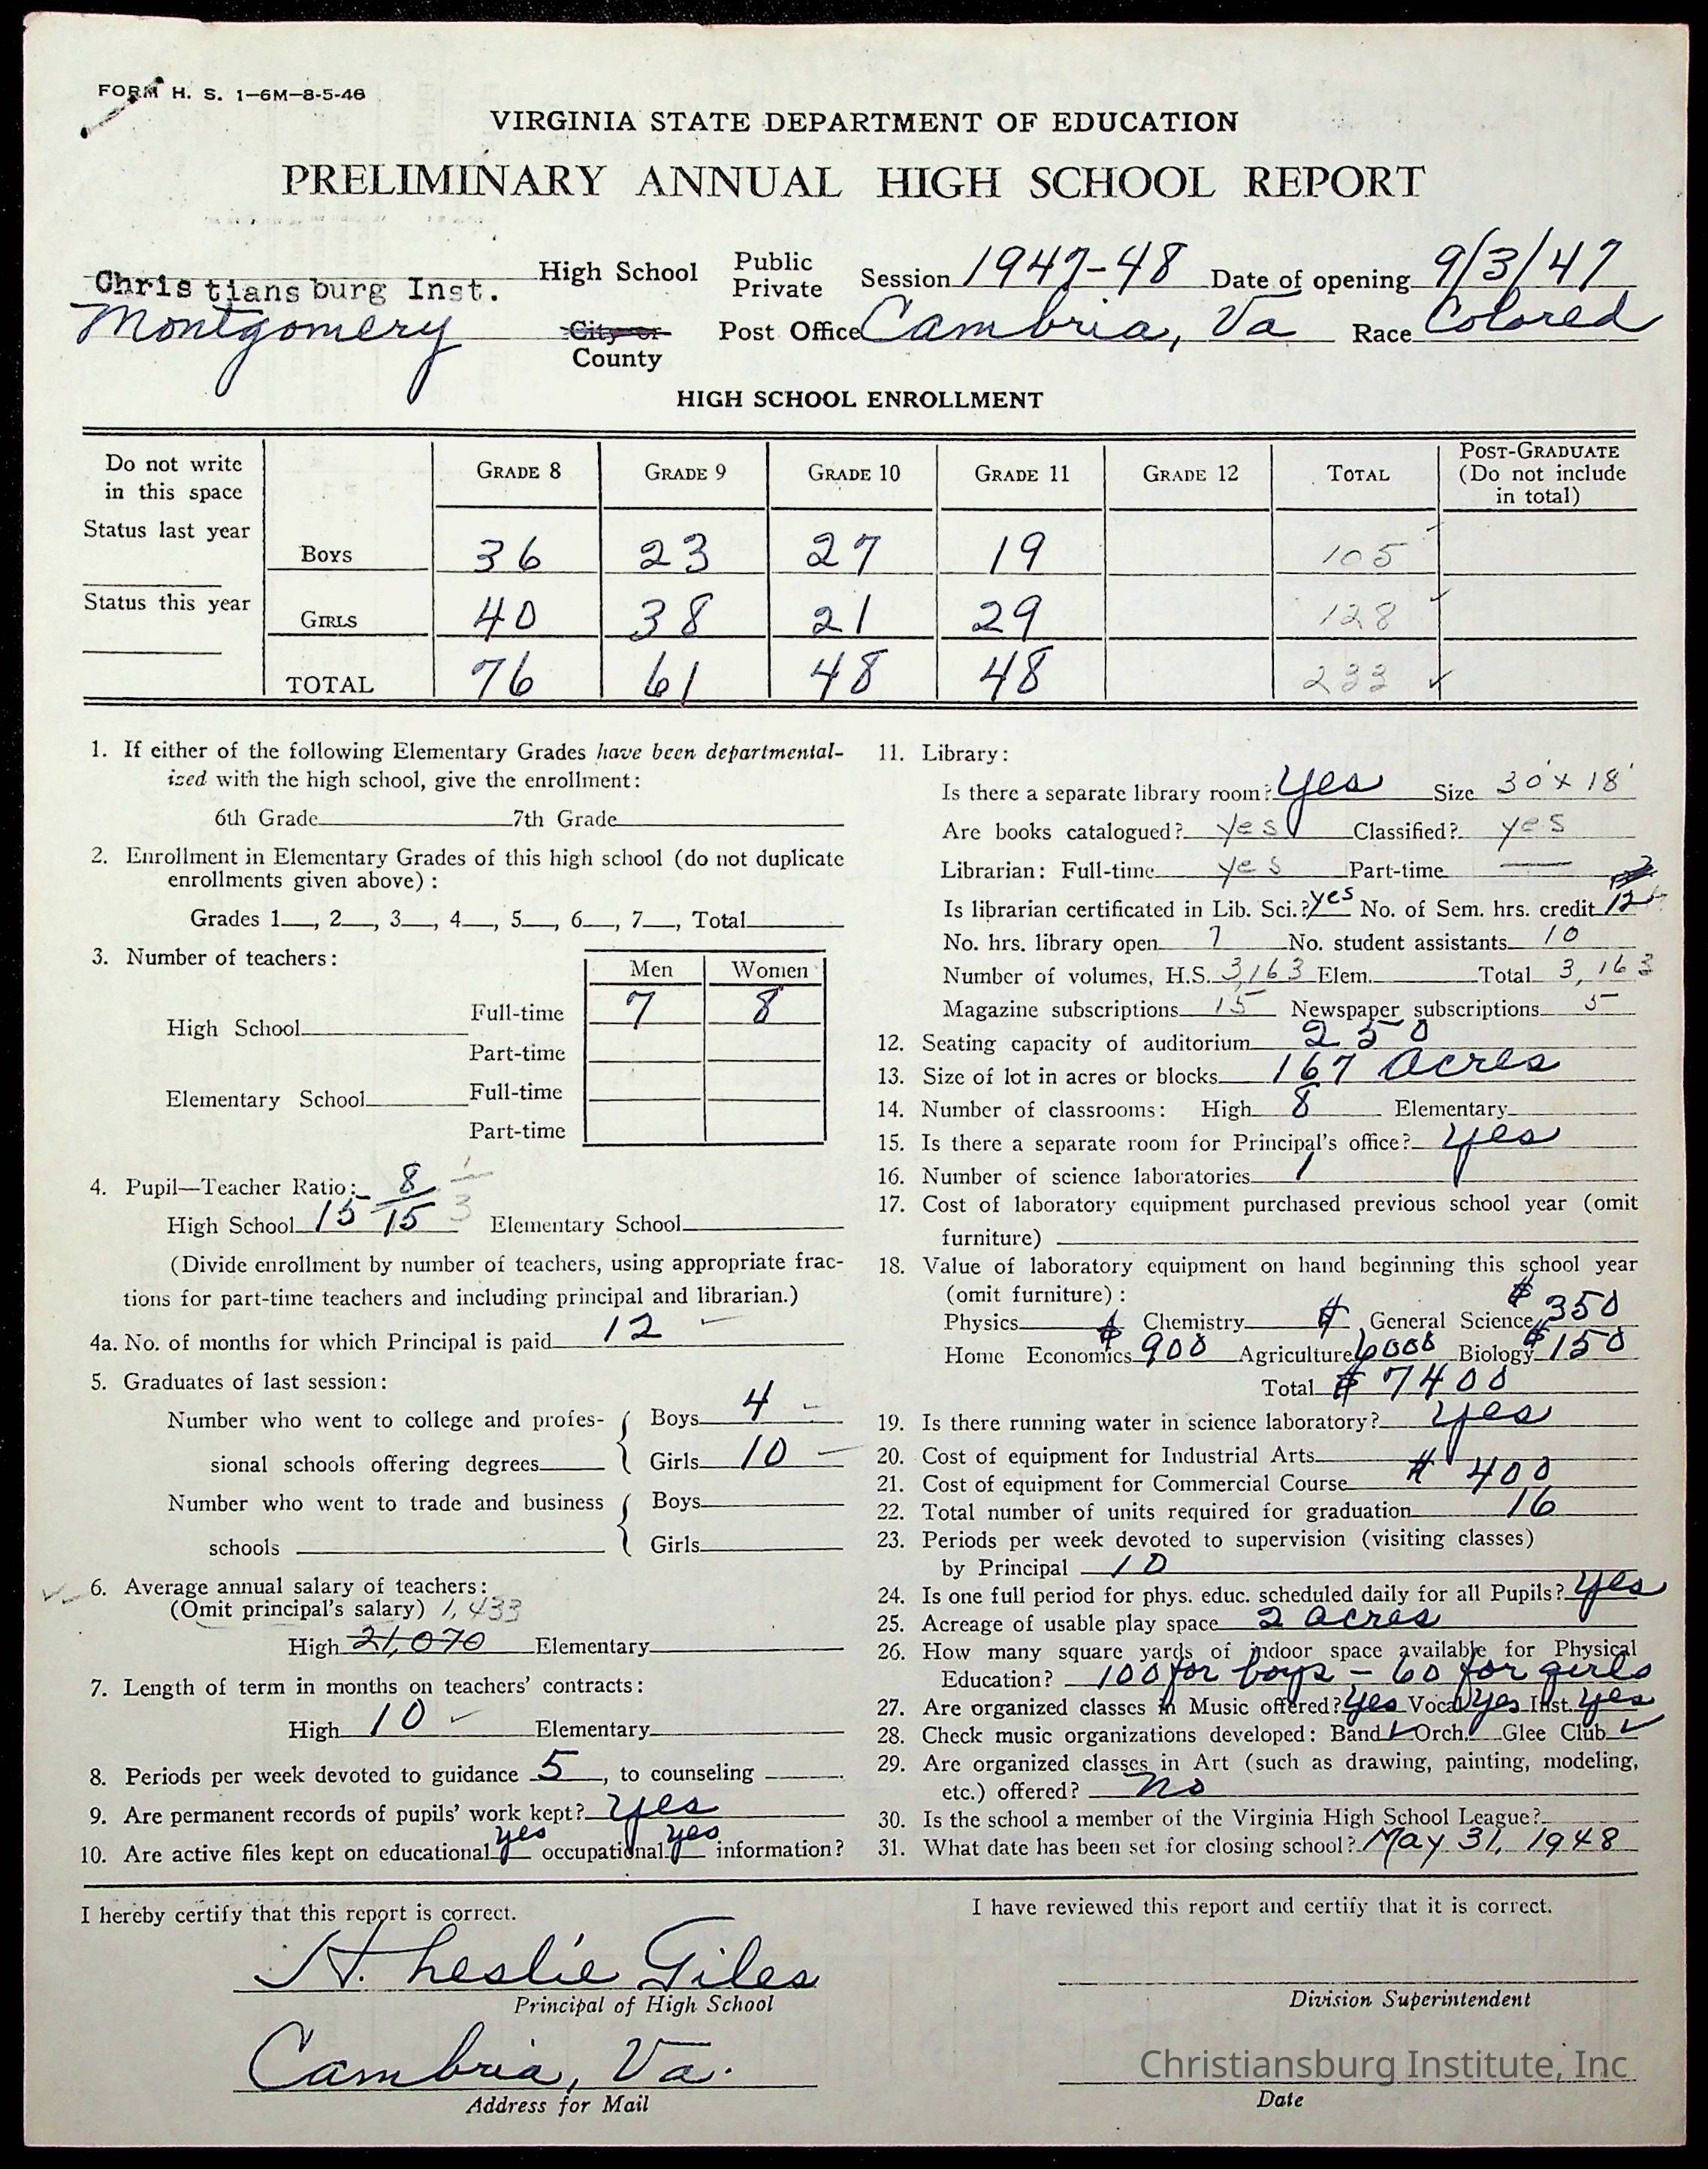 FORM H. S. 1—6M—8-5-46
VIRGINIA STATE DEPARTMENT OF EDUCATION
PRELIMINARY ANNUAL HIGH SCHOOL REPORT
Christiansburg Inst. High School Public Private Session 1947-48 Date of opening 9/3/47
Montgomery City or County Post Office Cambria, Va Race Colored
HIGH SCHOOL ENROLLMENT
Do not write in this space GRADE 8 GRADE 9 GRADE 10 GRADE 11 GRADE 12 TOTAL POST-GRADUATE (Do not include in total)
Status last year BOYS 36 23 27 19 105
Status this year GIRLS 40 38 21 29 128
TOTAL 76 61 48 48 233
1. If either of the following Elementary Grades have been departmental-
ized with the high school, give the enrollment:
6th Grade 7th Grade
2. Enrollment in Elementary Grades of this high school (do not duplicate
enrollments given above):
Grades 1, 2, 3, 4, 5, 6, 7, Total
3. Number of teachers:
Men Women
High School Full-time 7 8
Part-time
Elementary School Full-time
Part-time
4. Pupil—Teacher Ratio:
High School 15 8/15 1/3 Elementary School
(Divide enrollment by number of teachers, using appropriate frac-
tions for part-time teachers and including principal and librarian.)
4a. No. of months for which Principal is paid 12
5. Graduates of last session:
Number who went to college and profes- Boys 4
sional schools offering degrees Girls 10
Number who went to trade and business Boys
schools Girls
6. Average annual salary of teachers:
(Omit principal's salary) 1,433
High 21,070 Elementary
7. Length of term in months on teachers' contracts:
High 10 Elementary
8. Periods per week devoted to guidance 5, to counseling
9. Are permanent records of pupils' work kept? yes
10. Are active files kept on educational yes occupational yes information?
11. Library:
Is there a separate library room? Yes Size 30' x 18'
Are books catalogued? yes Classified? yes
Librarian: Full-time yes Part-time —
Is librarian certificated in Lib. Sci.? yes No. of Sem. hrs. credit 12
No. hrs. library open 7 No. student assistants 10
Number of volumes, H.S. 3,163 Elem. Total 3,163
Magazine subscriptions 15 Newspaper subscriptions 5
12. Seating capacity of auditorium 250
13. Size of lot in acres or blocks 167 acres
14. Number of classrooms: High 8 Elementary
15. Is there a separate room for Principal's office? yes
16. Number of science laboratories 1
17. Cost of laboratory equipment purchased previous school year (omit
furniture)
18. Value of laboratory equipment on hand beginning this school year
(omit furniture):
Physics Chemistry General Science $350
Home Economics $900 Agriculture $6000 Biology $150
Total $7400
19. Is there running water in science laboratory? yes
20. Cost of equipment for Industrial Arts
21. Cost of equipment for Commercial Course $400
22. Total number of units required for graduation 16
23. Periods per week devoted to supervision (visiting classes)
by Principal 10
24. Is one full period for phys. educ. scheduled daily for all Pupils? Yes
25. Acreage of usable play space 2 acres
26. How many square yards of indoor space available for Physical
Education? 100 for boys – 60 for girls
27. Are organized classes in Music offered? yes Vocal yes Inst. yes
28. Check music organizations developed: Band ✓ Orch. Glee Club ✓
29. Are organized classes in Art (such as drawing, painting, modeling,
etc.) offered? no
30. Is the school a member of the Virginia High School League?
31. What date has been set for closing school? May 31, 1948
I hereby certify that this report is correct.
H. Leslie Giles
Principal of High School
Cambria, Va.
Address for Mail
I have reviewed this report and certify that it is correct.
Division Superintendent
Christiansburg Institute, Inc
Date